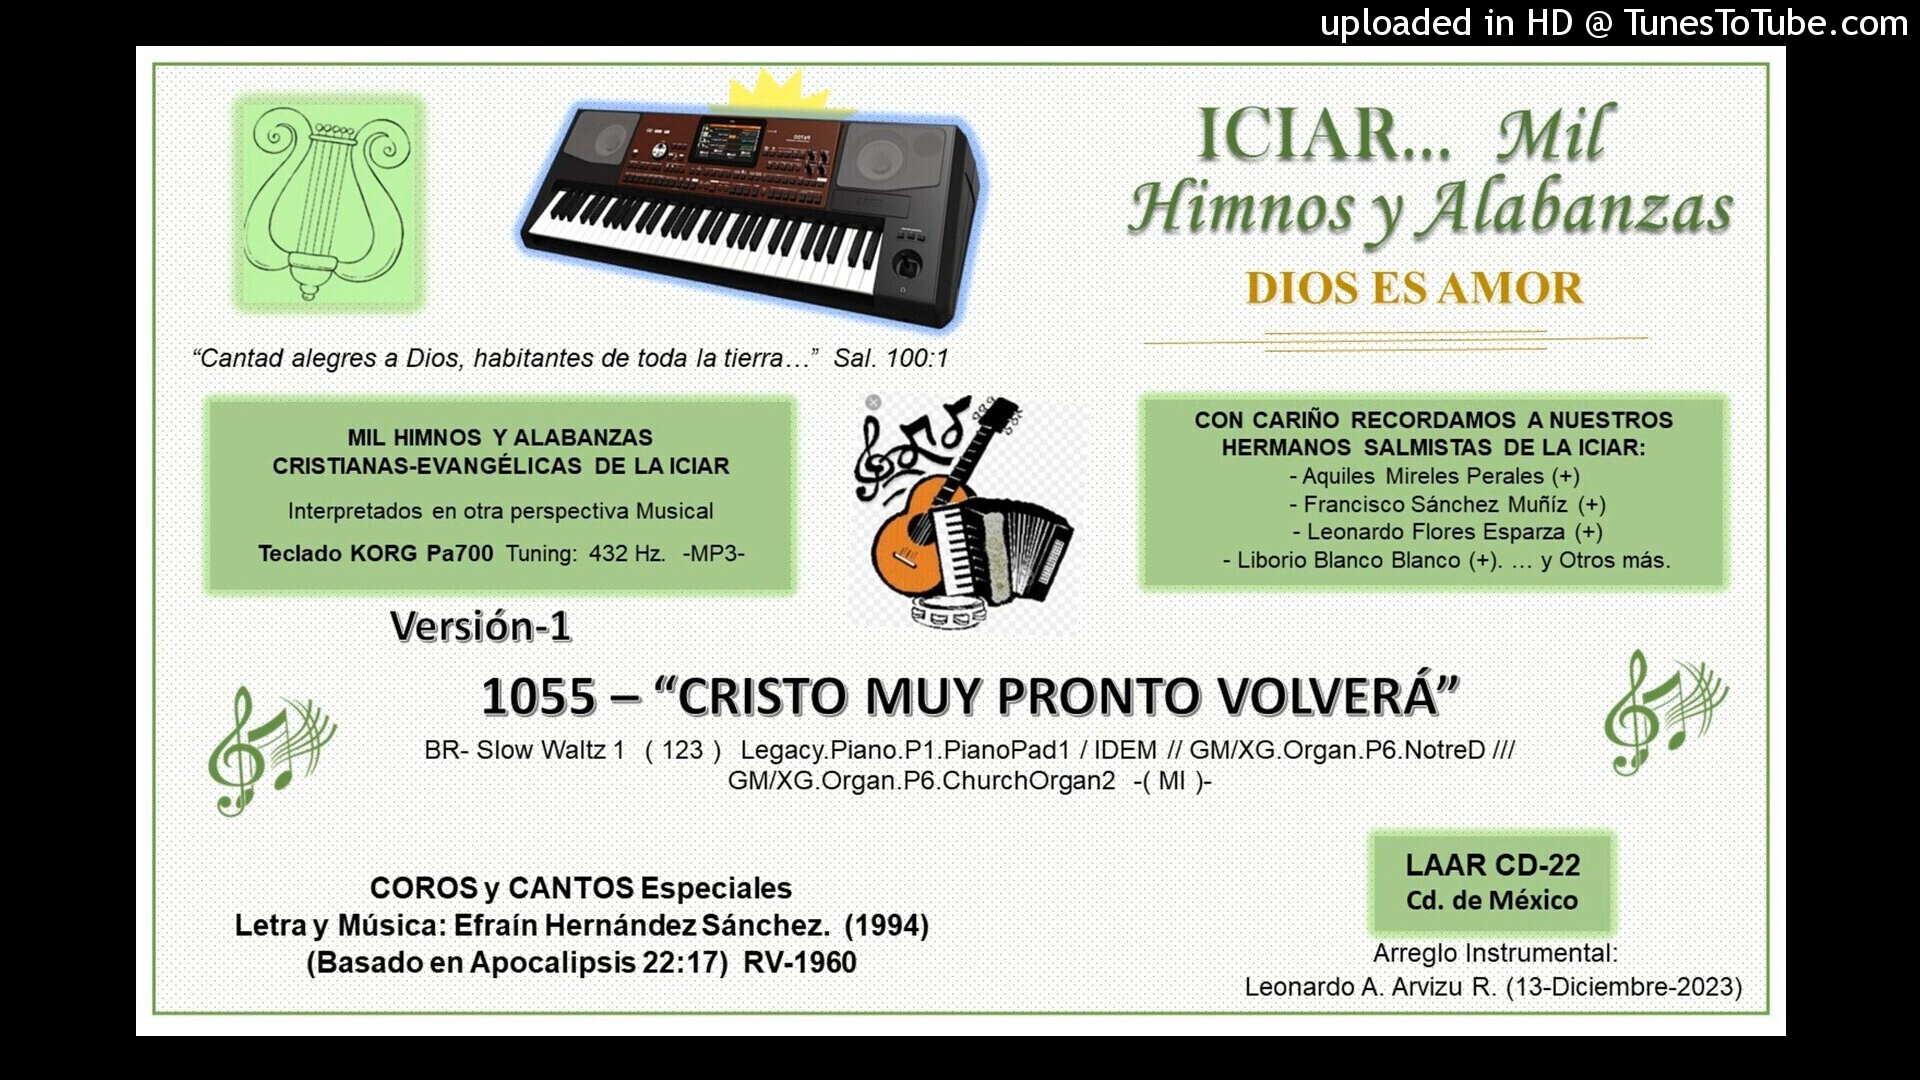 uploaded in HD @ TunesToTube.com
ICIAR... Mil
Himnos y Alabanzas
DIOS ES AMOR
“Cantad alegres a Dios, habitantes de toda la tierra…” Sal. 100:1
MIL HIMNOS Y ALABANZAS
CRISTIANAS-EVANGÉLICAS DE LA ICIAR
Interpretados en otra perspectiva Musical
Teclado KORG Pa700 Tuning: 432 Hz. -MP3-
CON CARIÑO RECORDAMOS A NUESTROS
HERMANOS SALMISTAS DE LA ICIAR:
- Aquiles Mireles Perales (+)
- Francisco Sánchez Muñíz (+)
- Leonardo Flores Esparza (+)
- Liborio Blanco Blanco (+). … y Otros más.
Versión-1
1055 – “CRISTO MUY PRONTO VOLVERÁ”
BR- Slow Waltz 1 ( 123 ) Legacy.Piano.P1.PianoPad1 / IDEM // GM/XG.Organ.P6.NotreD ///
GM/XG.Organ.P6.ChurchOrgan2 -( MI )-
COROS y CANTOS Especiales
Letra y Música: Efraín Hernández Sánchez. (1994)
(Basado en Apocalipsis 22:17) RV-1960
LAAR CD-22
Cd. de México
Arreglo Instrumental:
Leonardo A. Arvizu R. (13-Diciembre-2023)